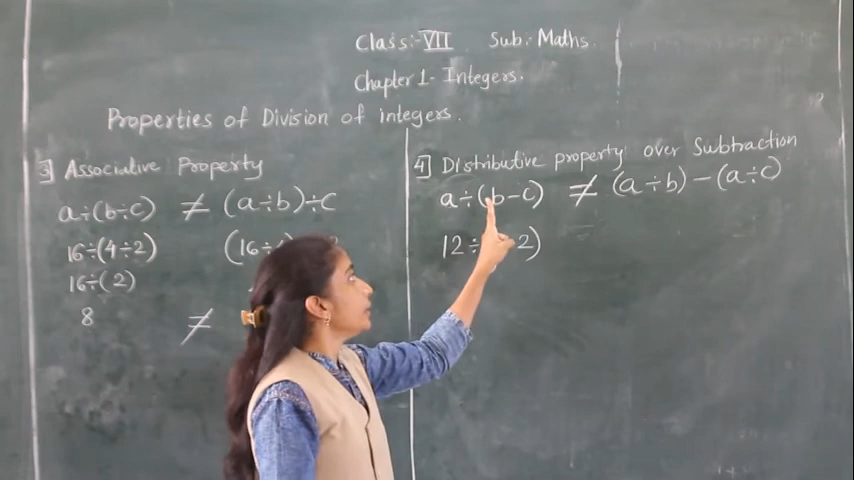 Class:- VII Sub:- Maths.
Chapter 1- Integers.
Properties of Division of integers.
3] Associative Property
a÷(b÷c) ≠ (a÷b)÷c
16÷(4÷2) (16÷
16÷(2)
8 ≠
4] Distributive property over Subtraction
a÷(b-c) ≠ (a÷b)-(a÷c)
12÷ 2)